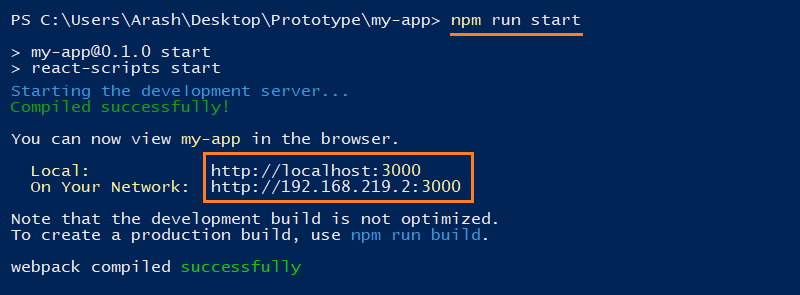 PS C:\Users\Arash\Desktop\Prototype\my-app> npm run start
> my-app@0.1.0 start
> react-scripts start
Starting the development server...
Compiled successfully!
You can now view my-app in the browser.
Local: http://localhost:3000
On Your Network: http://192.168.219.2:3000
Note that the development build is not optimized.
To create a production build, use npm run build.
webpack compiled successfully